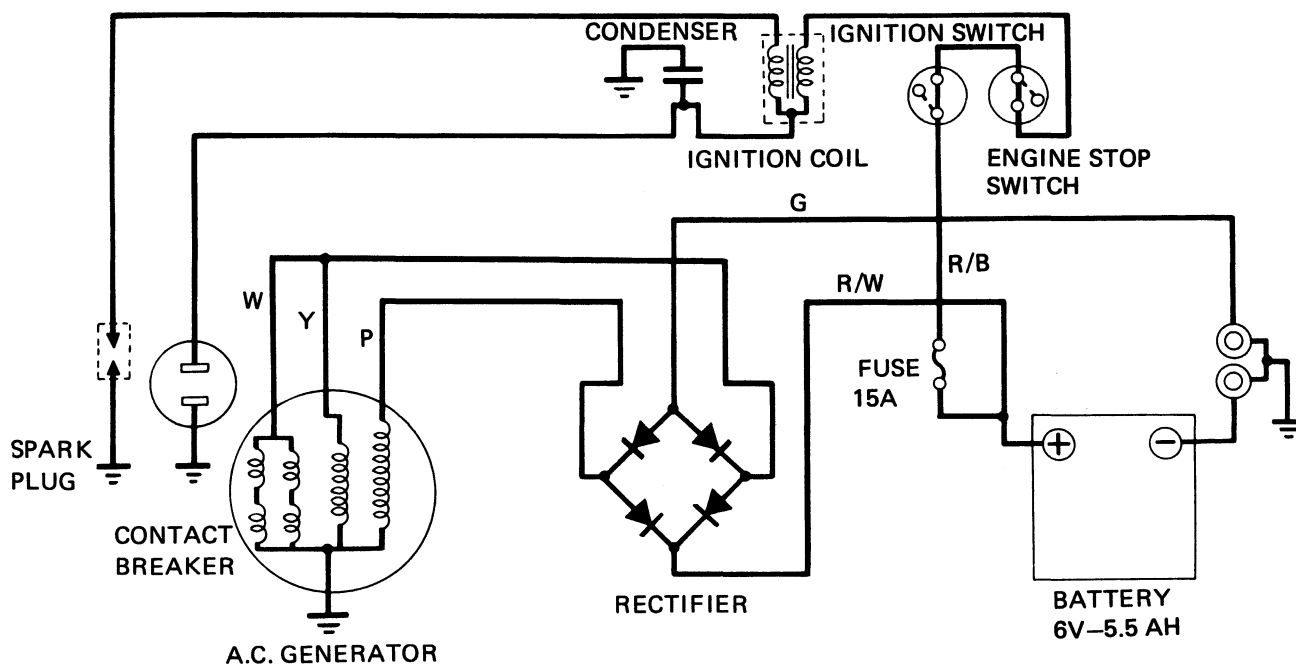 CONDENSER
IGNITION SWITCH
IGNITION COIL
ENGINE STOP
SWITCH
G
R/B
R/W
W
Y
P
FUSE
15A
SPARK
PLUG
+
−
CONTACT
BREAKER
RECTIFIER
BATTERY
6V–5.5 AH
A.C. GENERATOR